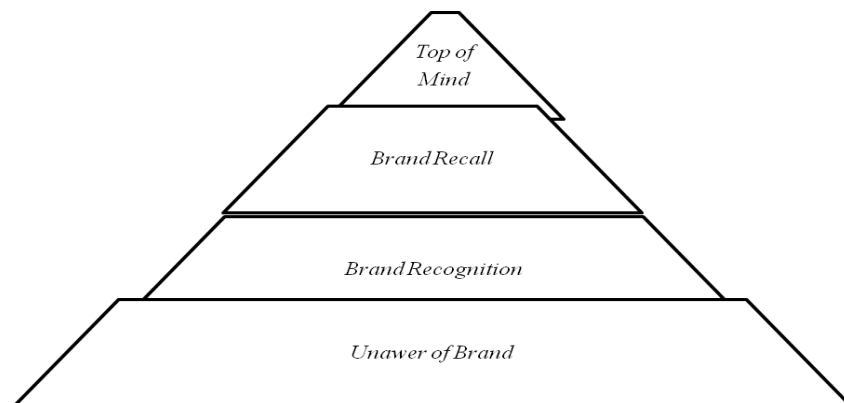 Top of
Mind
Brand Recall
Brand Recognition
Unawer of Brand